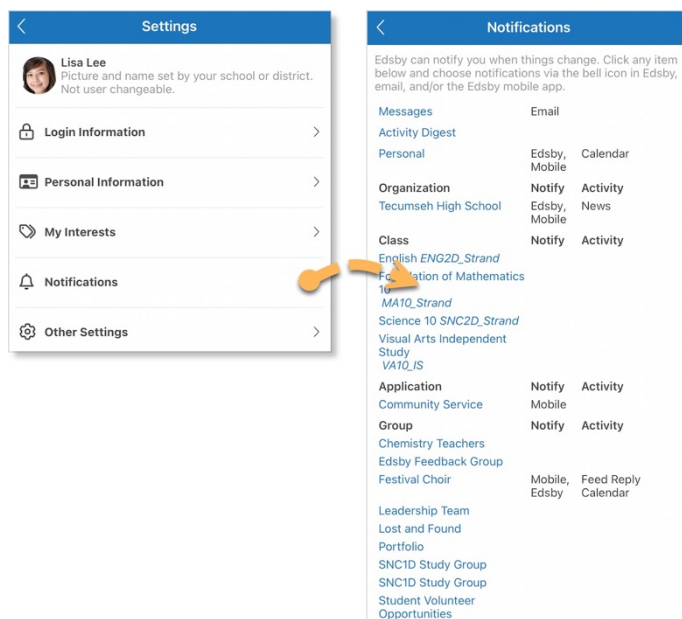 Settings
Lisa Lee
Picture and name set by your school or district.
Not user changeable.
Login Information
Personal Information
My Interests
Notifications
Other Settings
Notifications
Edsby can notify you when things change. Click any item
below and choose notifications via the bell icon in Edsby,
email, and/or the Edsby mobile app.
Messages Email
Activity Digest
Personal Edsby, Calendar
Mobile
Organization Notify Activity
Tecumseh High School Edsby, News
Mobile
Class Notify Activity
English ENG2D_Strand
of Mathematics
10
MA10_Strand
Science 10 SNC2D_Strand
Visual Arts Independent
Study
VA10_IS
Application Notify Activity
Community Service Mobile
Group Notify Activity
Chemistry Teachers
Edsby Feedback Group
Festival Choir Mobile, Feed Reply
Edsby Calendar
Leadership Team
Lost and Found
Portfolio
SNC1D Study Group
SNC1D Study Group
Student Volunteer
Opportunities